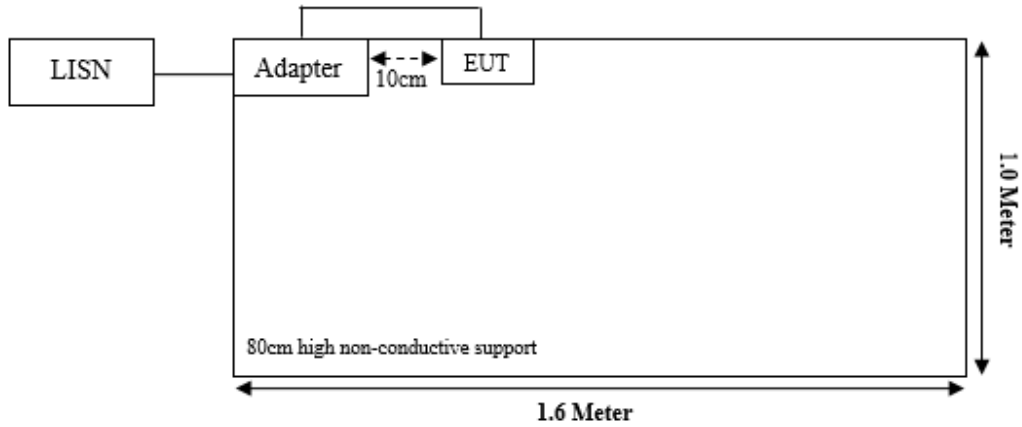 LISN
Adapter
10cm
EUT
1.0 Meter
80cm high non-conductive support
1.6 Meter